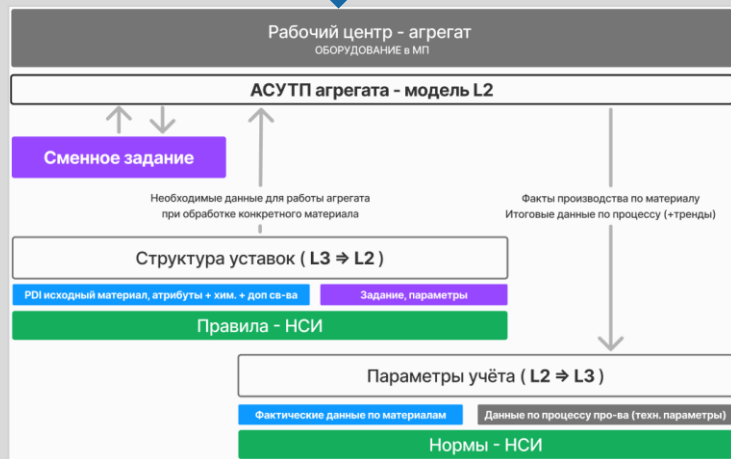 Рабочий центр - агрегат
ОБОРУДОВАНИЕ в МП
АСУТП агрегата - модель L2
Сменное задание
Необходимые данные для работы агрегата
при обработке конкретного материала
Факты производства по материалу
Итоговые данные по процессу (+тренды)
Структура уставок ( L3 ⇒ L2 )
PDI исходный материал, атрибуты + хим. + доп св-ва
Задание, параметры
Правила - НСИ
Параметры учёта ( L2 ⇒ L3 )
Фактические данные по материалам
Данные по процессу про-ва (техн. параметры)
Нормы - НСИ